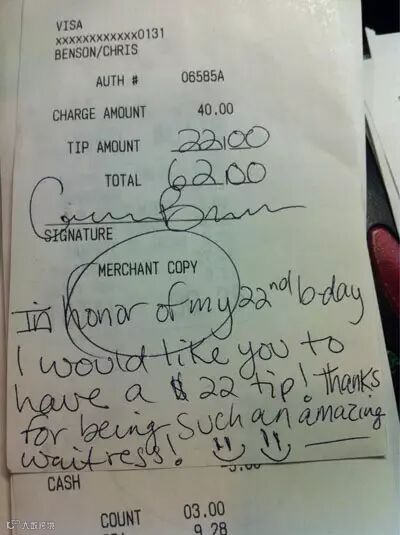 VISA
xxxxxxxxxxxx0131
BENSON/CHRIS
AUTH # 06585A
CHARGE AMOUNT 40.00
TIP AMOUNT 22.00
TOTAL 62.00
SIGNATURE
MERCHANT COPY
In honor of my 22nd b-day
I would like you to
have a $22 tip! Thanks
for being such an amazing
waitress!
CASH
COUNT 03.00
9.28